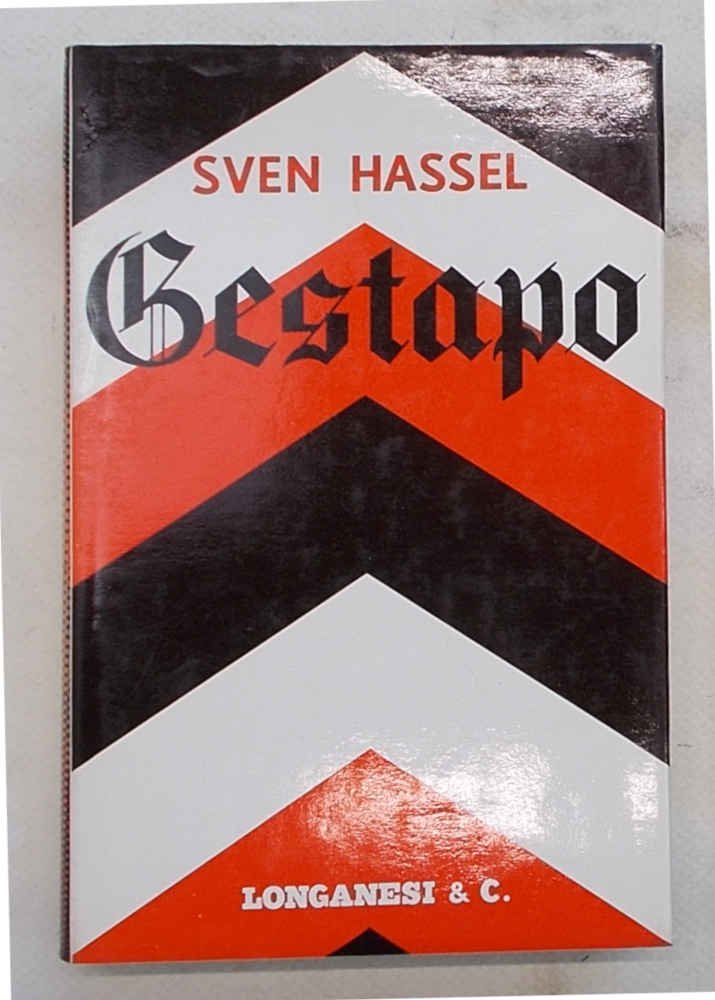 SVEN HASSEL
Gestapo
LONGANESI & C.